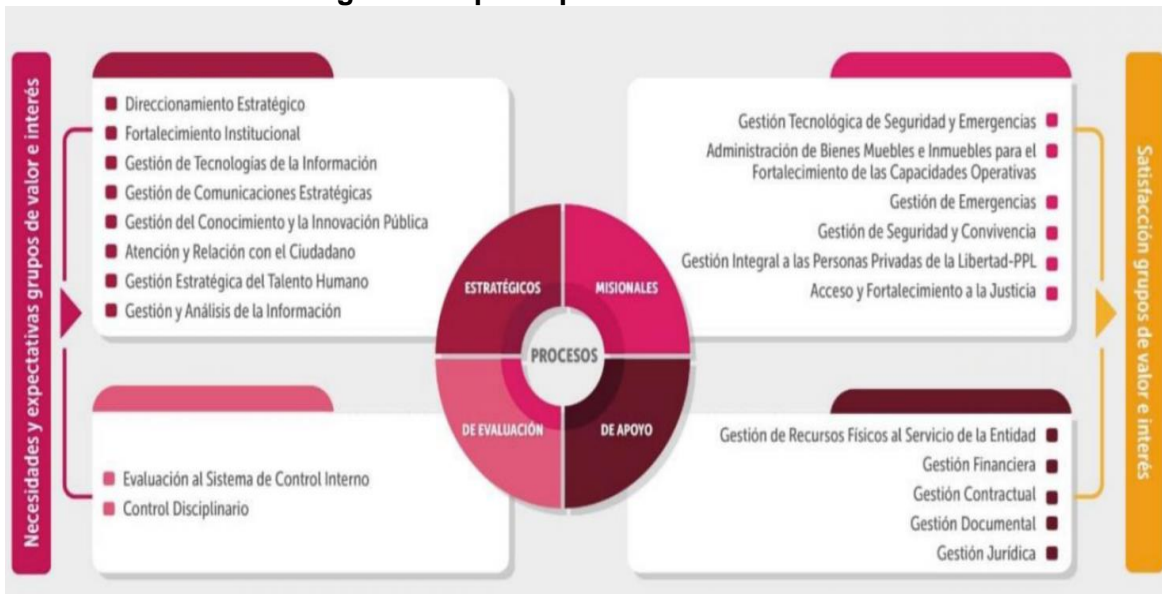 Necesidades y expectativas grupos de valor e interés
Direccionamiento Estratégico
Fortalecimiento Institucional
Gestión de Tecnologías de la Información
Gestión de Comunicaciones Estratégicas
Gestión del Conocimiento y la Innovación Pública
Atención y Relación con el Ciudadano
Gestión Estratégica del Talento Humano
Gestión y Análisis de la Información
Gestión Tecnológica de Seguridad y Emergencias
Administración de Bienes Muebles e Inmuebles para el
Fortalecimiento de las Capacidades Operativas
Gestión de Emergencias
Gestión de Seguridad y Convivencia
Gestión Integral a las Personas Privadas de la Libertad-PPL
Acceso y Fortalecimiento a la Justicia
ESTRATÉGICOS
MISIONALES
PROCESOS
DE EVALUACIÓN
DE APOYO
Evaluación al Sistema de Control Interno
Control Disciplinario
Gestión de Recursos Físicos al Servicio de la Entidad
Gestión Financiera
Gestión Contractual
Gestión Documental
Gestión Jurídica
Satisfacción grupos de valor e interés